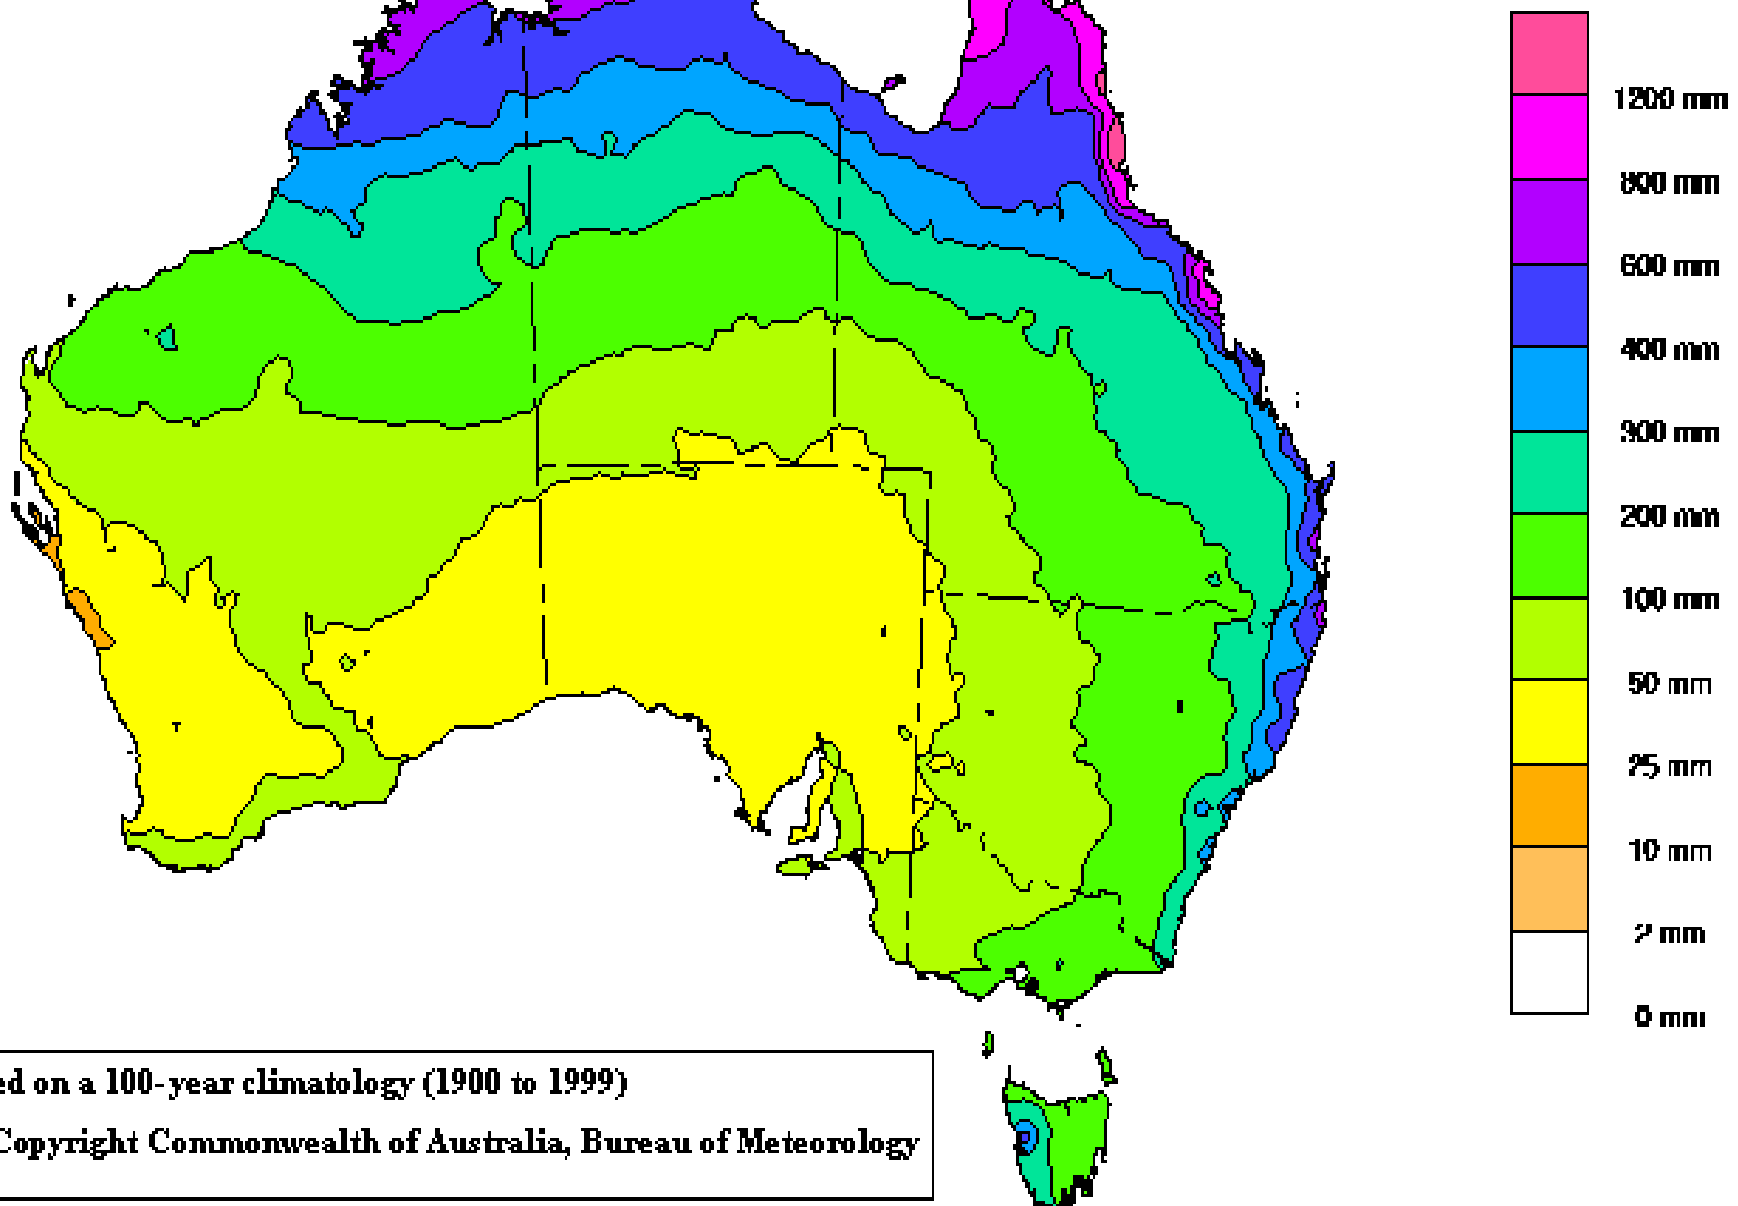 1200 mm
800 mm
600 mm
400 mm
300 mm
200 mm
100 mm
50 mm
25 mm
10 mm
2 mm
0 mm
ed on a 100-year climatology (1900 to 1999)
Copyright Commonwealth of Australia, Bureau of Meteorology